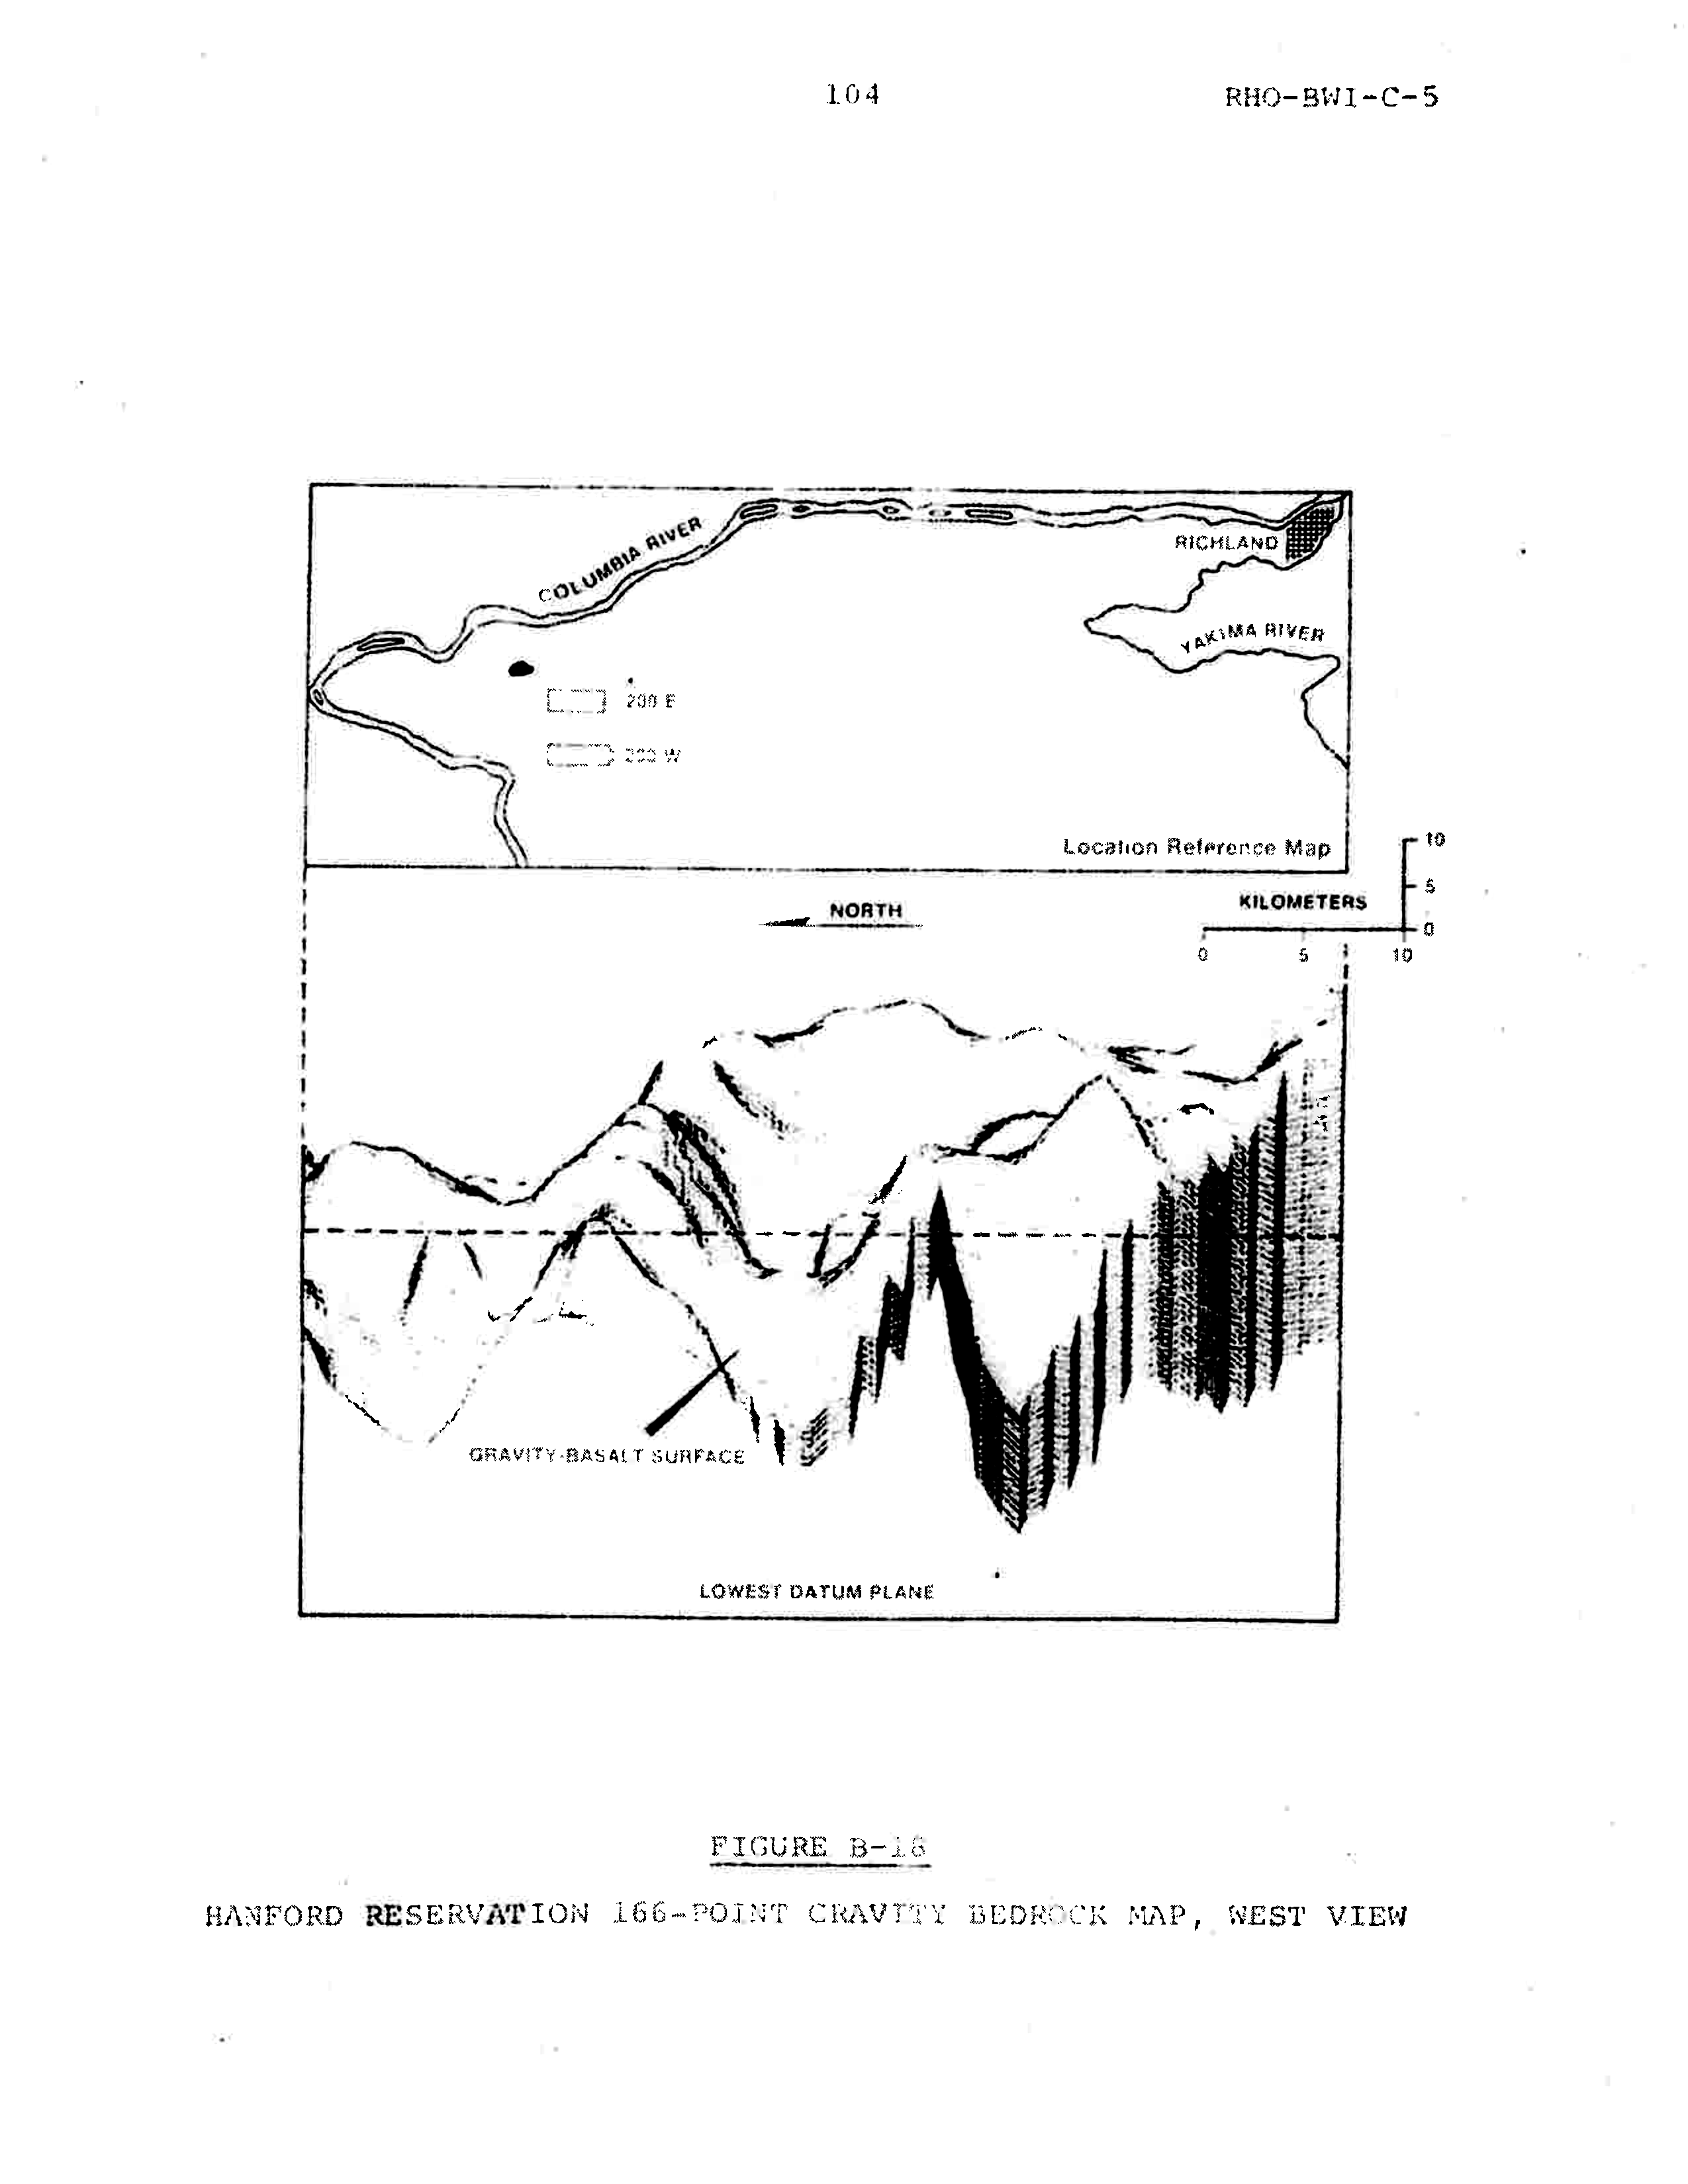 104
RHO-BWI-C-5
COLUMBIA RIVER
RICHLAND
YAKIMA RIVER
200 E
200 W
Location Reference Map
10
5
0
KILOMETERS
0 5 10
NORTH
GRAVITY-BASALT SURFACE
LOWEST DATUM PLANE
FIGURE B-18
HANFORD RESERVATION 166-POINT GRAVITY BEDROCK MAP, WEST VIEW